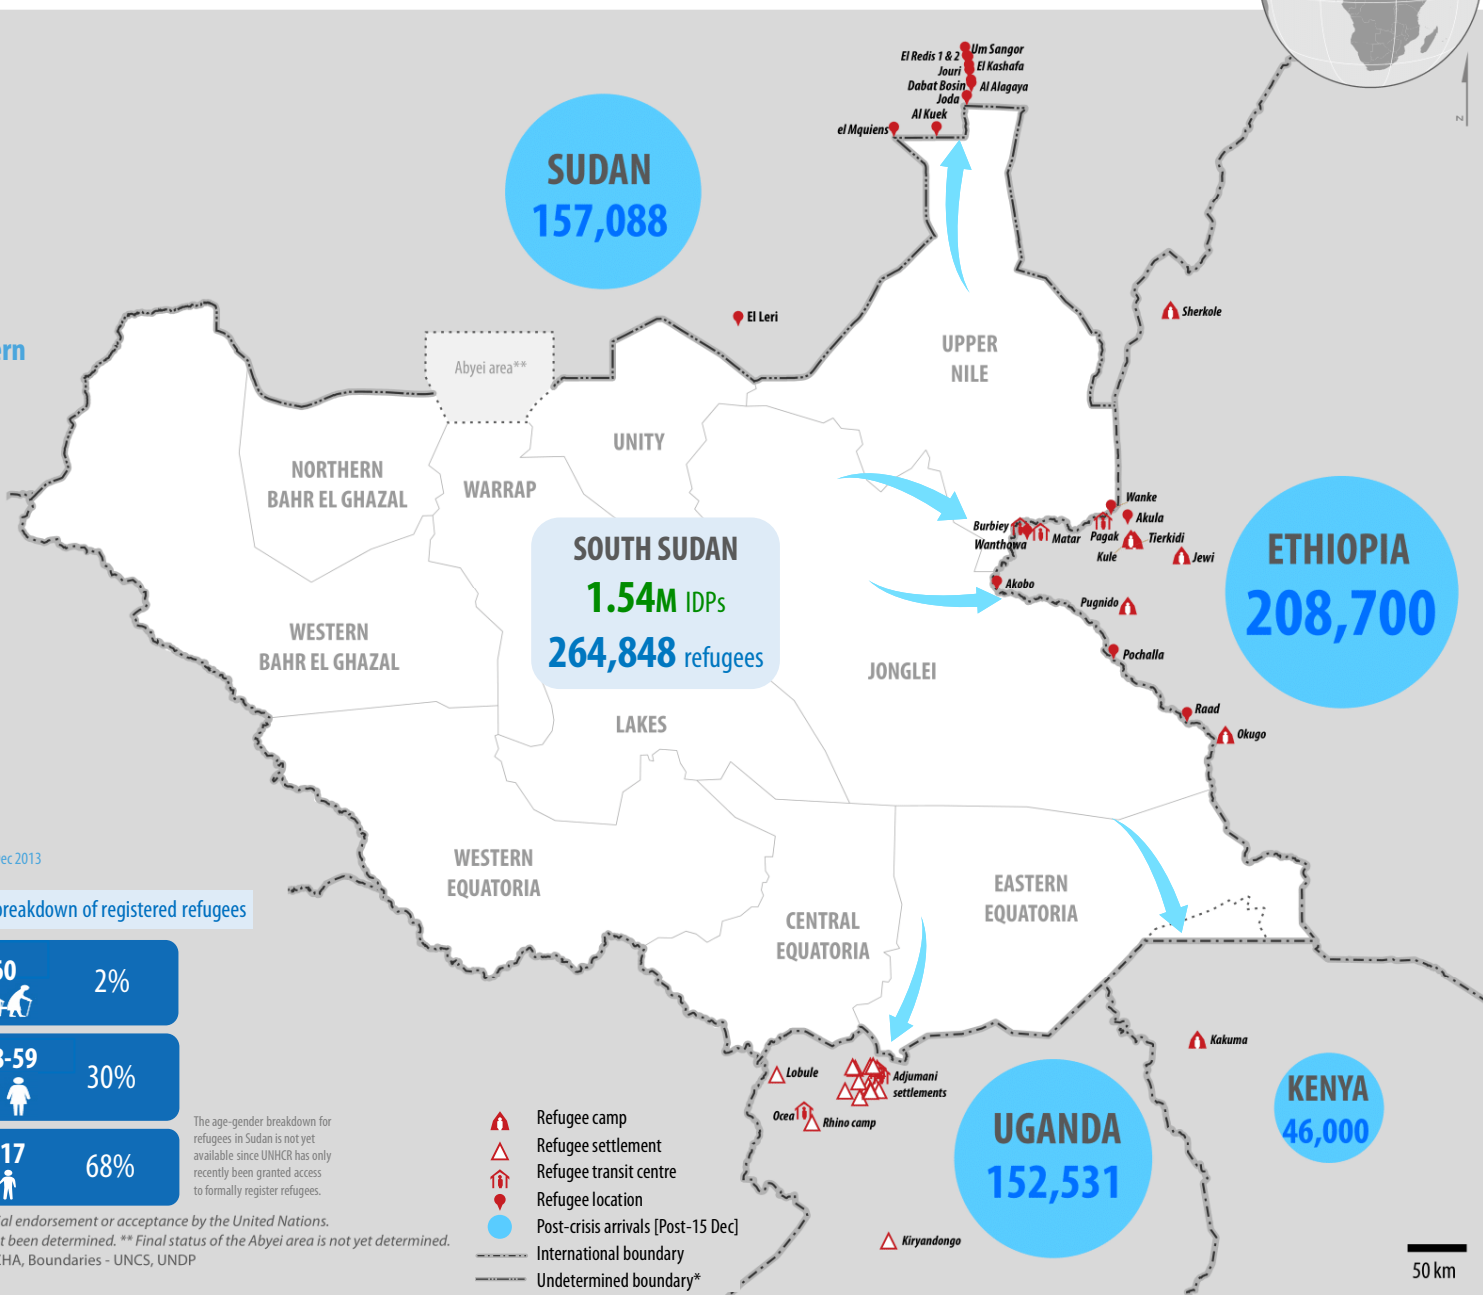 Um Sangor
El Redis 1 & 2
El Kashafa
Jouri
Dabat Bosin
Al Alagaya
Joda
Al Kuek
el Mquiens
N
SUDAN
157,088
El Leri
Sherkole
ern
Abyei area**
UPPER
NILE
UNITY
NORTHERN
BAHR EL GHAZAL
WARRAP
Wanke
Akula
Burbiey
Wanthowa
Matar
Pagak
Tierkidi
Kule
Jewi
ETHIOPIA
208,700
SOUTH SUDAN
1.54M IDPs
264,848 refugees
Akobo
Pugnido
WESTERN
BAHR EL GHAZAL
Pochalla
JONGLEI
Raad
Okugo
LAKES
WESTERN
EQUATORIA
EASTERN
EQUATORIA
CENTRAL
EQUATORIA
ec 2013
breakdown of registered refugees
60
2%
8-59
30%
17
68%
The age-gender breakdown for
refugees in Sudan is not yet
available since UNHCR has only
recently been granted access
to formally register refugees.
Kakuma
KENYA
46,000
Lobule
Adjumani
settlements
Ocea
Rhino camp
UGANDA
152,531
Kiryandongo
Refugee camp
Refugee settlement
Refugee transit centre
Refugee location
Post-crisis arrivals [Post-15 Dec]
International boundary
Undetermined boundary*
ial endorsement or acceptance by the United Nations.
t been determined. ** Final status of the Abyei area is not yet determined.
CHA, Boundaries - UNCS, UNDP
50 km